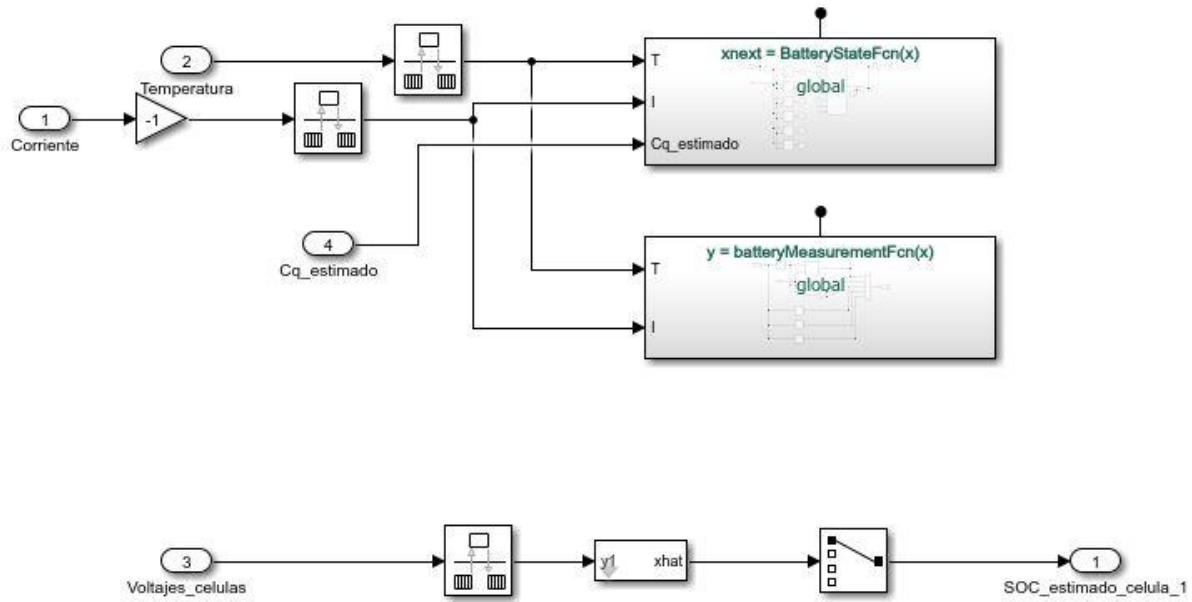 2
Temperatura
1
Corriente
-1
xnext = BatteryStateFcn(x)
global
T
I
Cq_estimado
4
Cq_estimado
y = batteryMeasurementFcn(x)
global
T
I
3
Voltajes_celulas
y1
xhat
1
SOC_estimado_celula_1